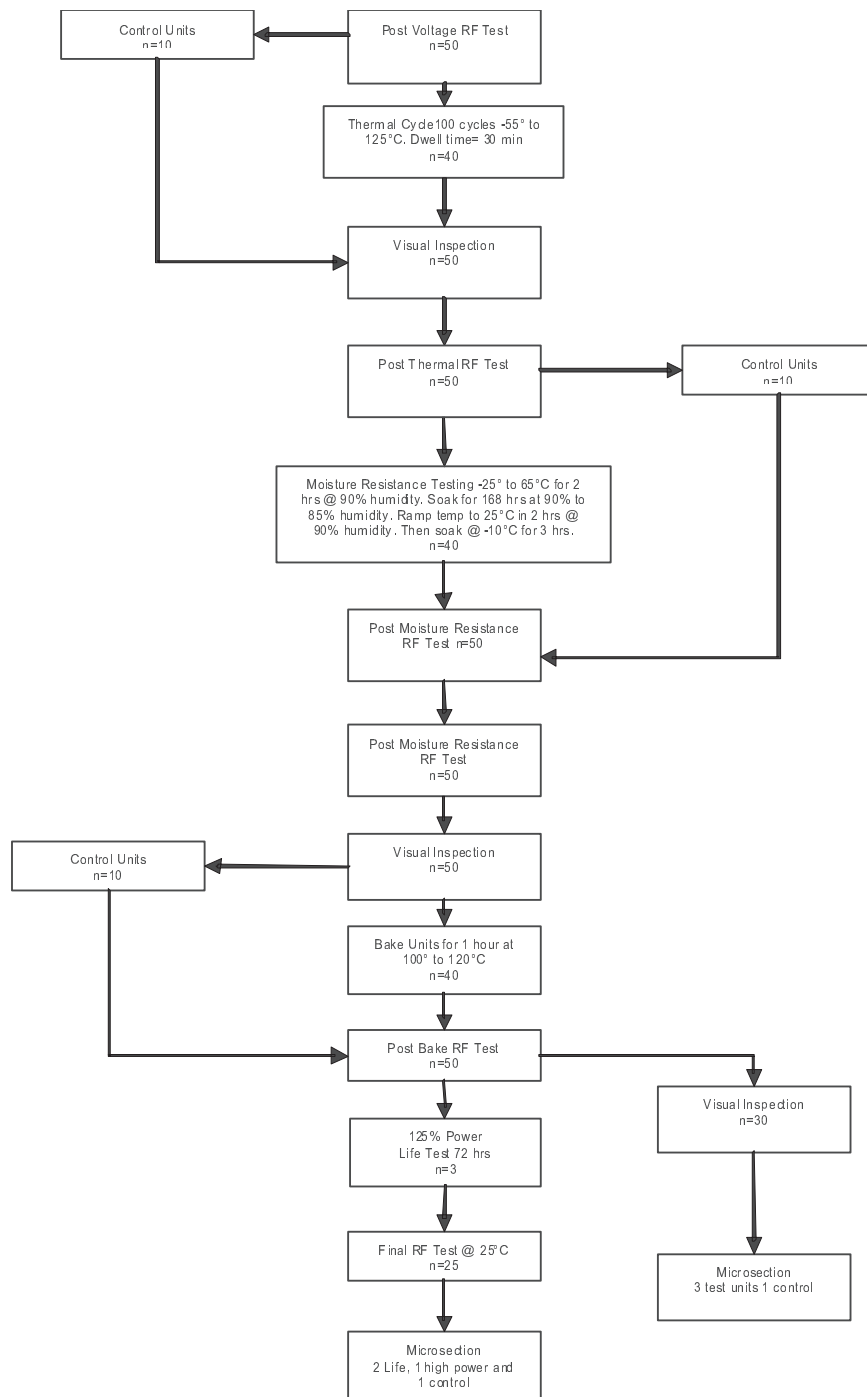 Control Units
n=10
Post Voltage RF Test
n=50
Thermal Cycle100 cycles -55° to
125°C. Dwell time= 30 min
n=40
Visual Inspection
n=50
Post Thermal RF Test
n=50
Control Units
n=10
Moisture Resistance Testing -25° to 65°C for 2
hrs @ 90% humidity. Soak for 168 hrs at 90% to
85% humidity. Ramp temp to 25°C in 2 hrs @
90% humidity. Then soak @ -10°C for 3 hrs.
n=40
Post Moisture Resistance
RF Test n=50
Post Moisture Resistance
RF Test
n=50
Visual Inspection
n=50
Control Units
n=10
Bake Units for 1 hour at
100° to 120°C
n=40
Post Bake RF Test
n=50
Visual Inspection
n=30
125% Power
Life Test 72 hrs
n=3
Final RF Test @ 25°C
n=25
Microsection
3 test units 1 control
Microsection
2 Life, 1 high power and
1 control